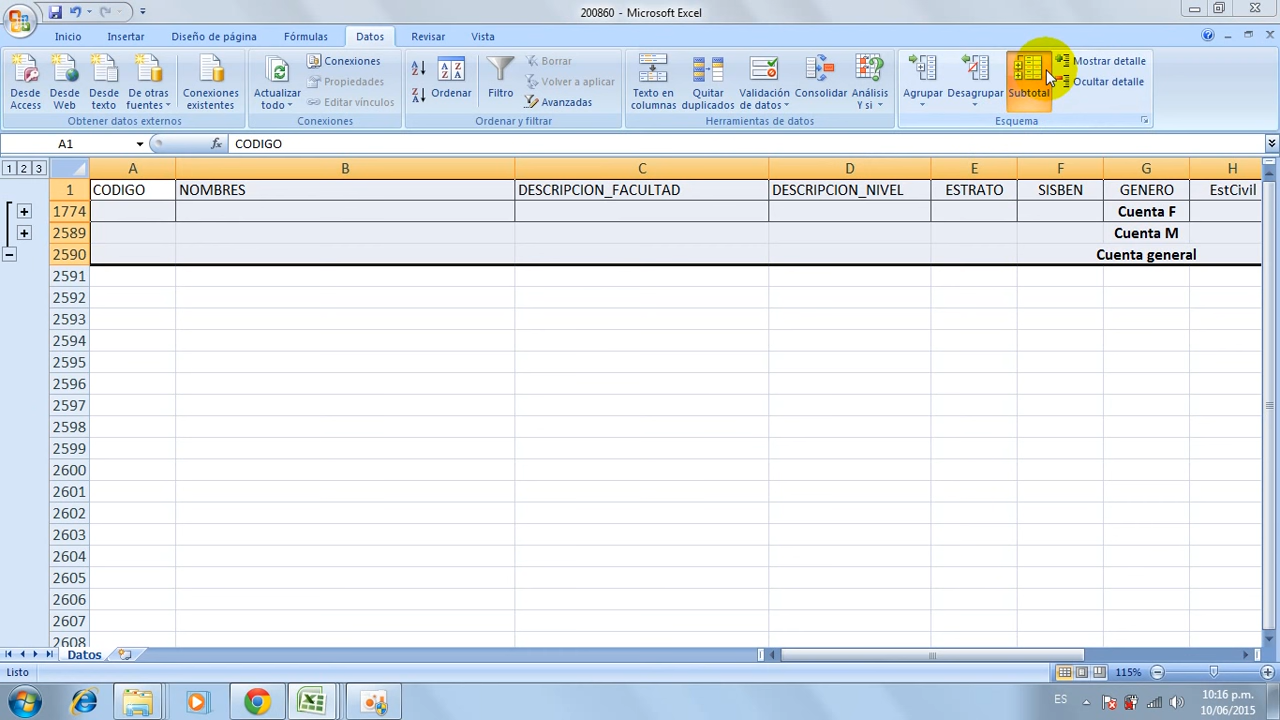 200860 - Microsoft Excel
Inicio Insertar Diseño de página Fórmulas Datos Revisar Vista
Desde Access
Desde Web
Desde texto
De otras fuentes
Conexiones existentes
Obtener datos externos
Actualizar todo
Conexiones
Propiedades
Editar vínculos
Conexiones
Ordenar
Filtro
Borrar
Volver a aplicar
Avanzadas
Ordenar y filtrar
Texto en columnas
Quitar duplicados
Validación de datos
Consolidar
Análisis Y si
Herramientas de datos
Agrupar
Desagrupar
Subtotal
Mostrar detalle
Ocultar detalle
Esquema
A1 fx CODIGO
1 2 3 A B C D E F G H
1 CODIGO NOMBRES DESCRIPCION_FACULTAD DESCRIPCION_NIVEL ESTRATO SISBEN GENERO EstCivil
1774 Cuenta F
2589 Cuenta M
2590 Cuenta general
2591
2592
2593
2594
2595
2596
2597
2598
2599
2600
2601
2602
2603
2604
2605
2606
2607
2608
Datos
Listo 115%
ES 10:16 p.m.
10/06/2015